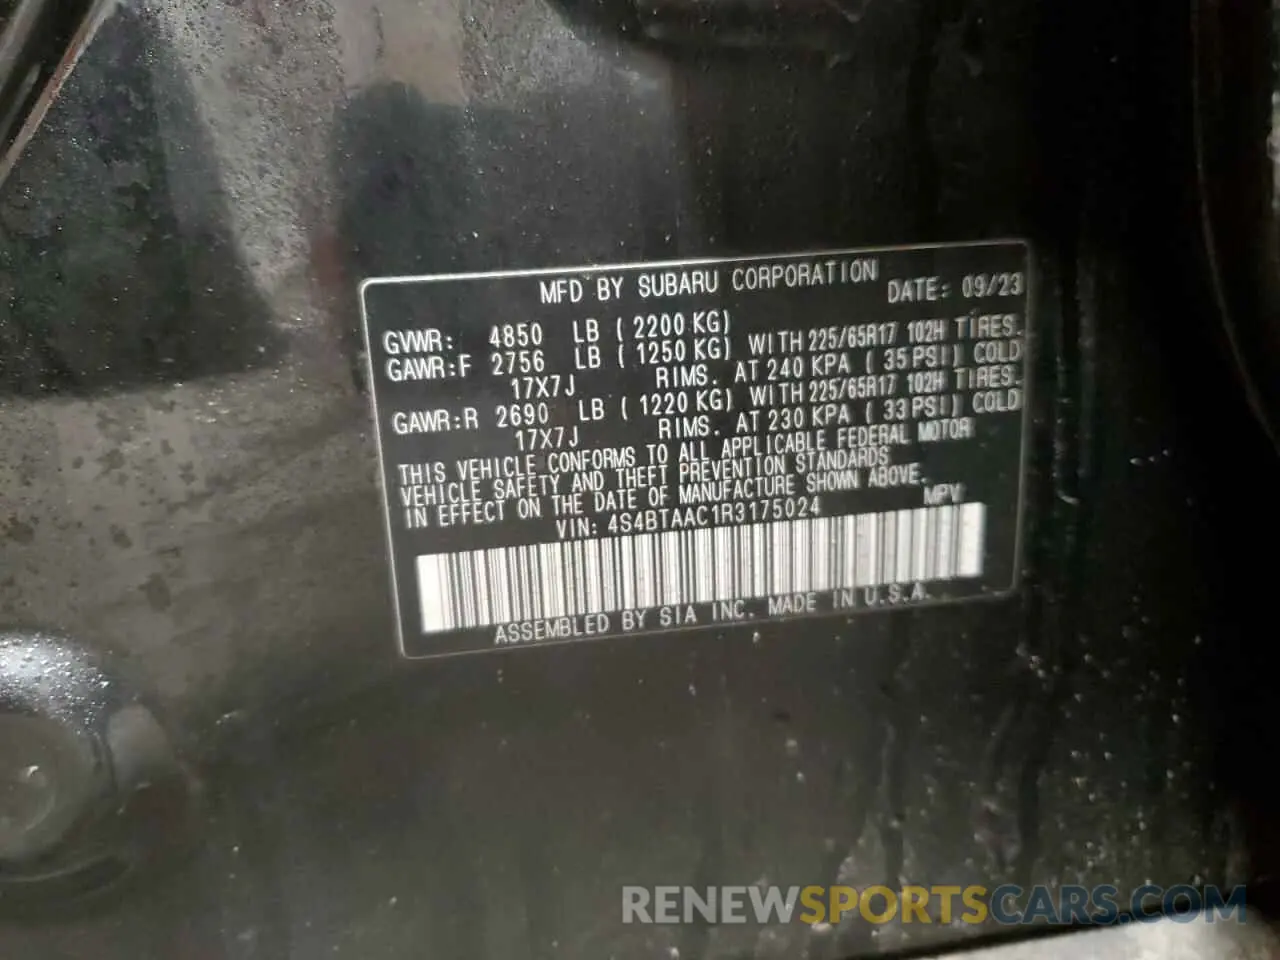 MFD BY SUBARU CORPORATION DATE: 09/23
GVWR: 4850 LB ( 2200 KG)
GAWR:F 2756 LB ( 1250 KG) WITH 225/65R17 102H TIRES.
17X7J RIMS. AT 240 KPA ( 35 PSI) COLD
GAWR:R 2690 LB ( 1220 KG) WITH 225/65R17 102H TIRES.
17X7J RIMS. AT 230 KPA ( 33 PSI) COLD
THIS VEHICLE CONFORMS TO ALL APPLICABLE FEDERAL MOTOR
VEHICLE SAFETY AND THEFT PREVENTION STANDARDS
IN EFFECT ON THE DATE OF MANUFACTURE SHOWN ABOVE.
VIN: 4S4BTAAC1R3175024 MPV
ASSEMBLED BY SIA INC. MADE IN U.S.A.
RENEWSPORTSCARS.COM